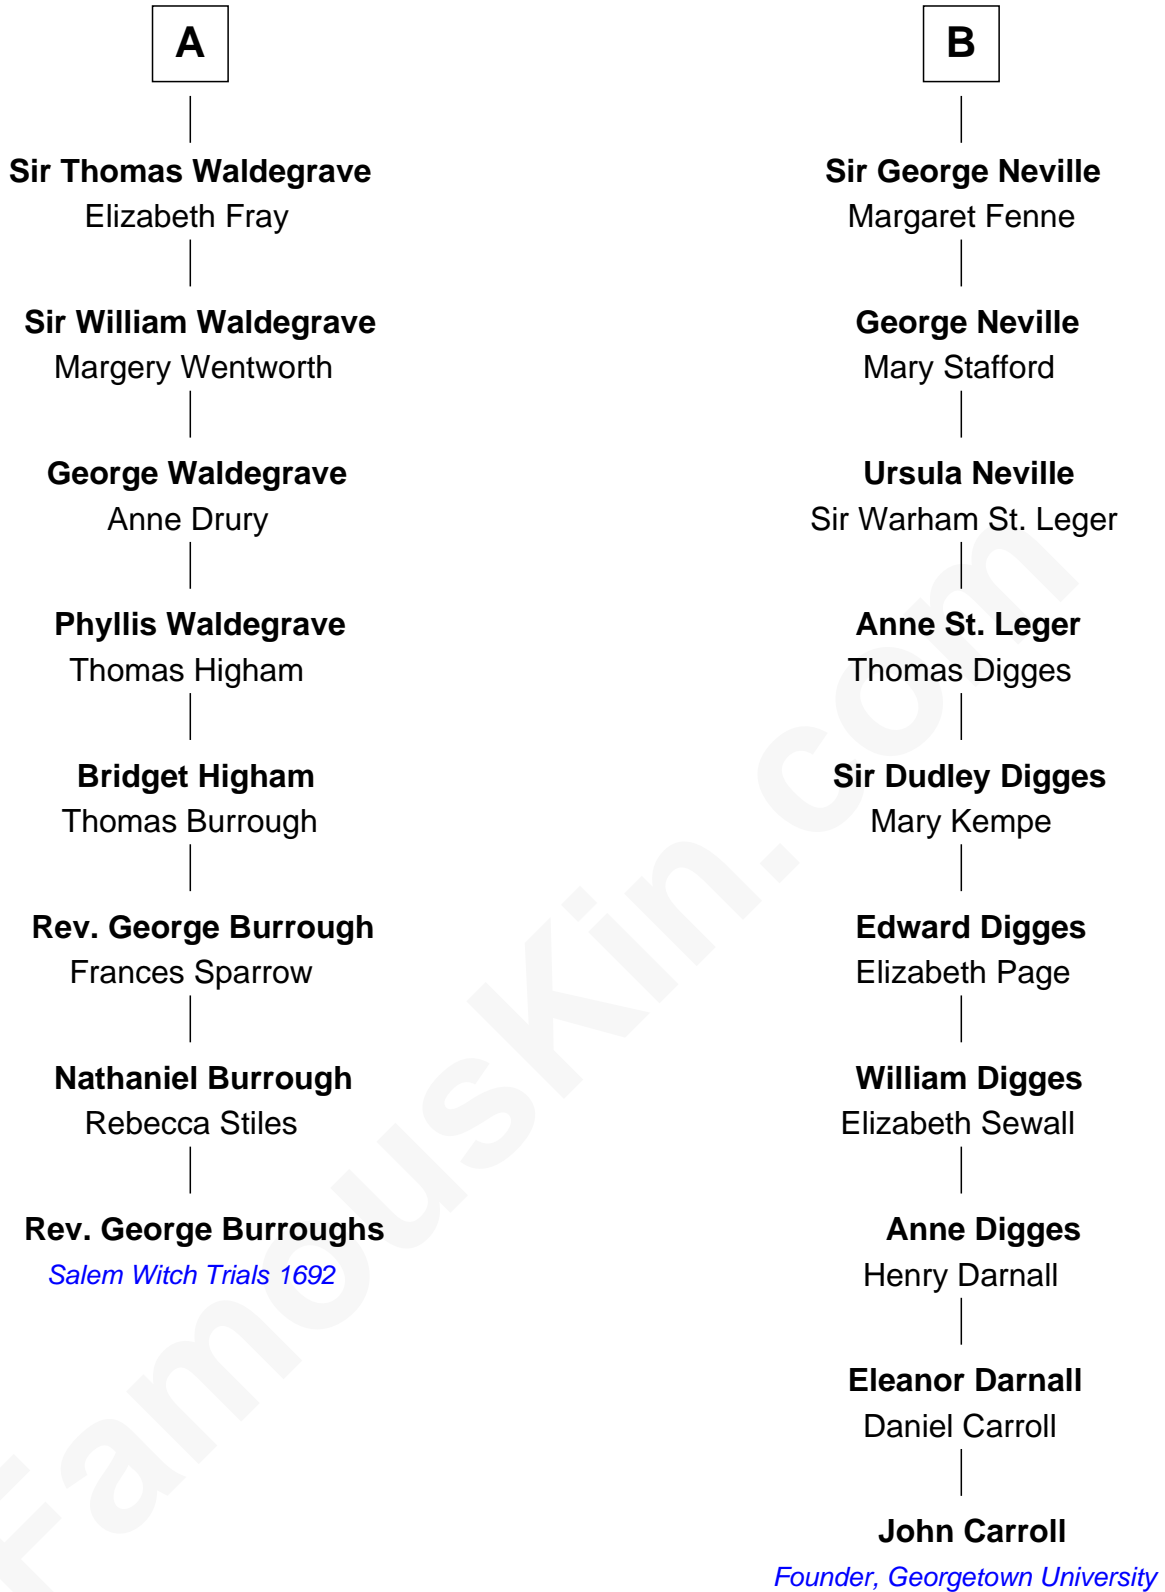 A
Sir Thomas Waldegrave
Elizabeth Fray
Sir William Waldegrave
Margery Wentworth
George Waldegrave
Anne Drury
Phyllis Waldegrave
Thomas Higham
Bridget Higham
Thomas Burrough
Rev. George Burrough
Frances Sparrow
Nathaniel Burrough
Rebecca Stiles
Rev. George Burroughs
Salem Witch Trials 1692
B
Sir George Neville
Margaret Fenne
George Neville
Mary Stafford
Ursula Neville
Sir Warham St. Leger
Anne St. Leger
Thomas Digges
Sir Dudley Digges
Mary Kempe
Edward Digges
Elizabeth Page
William Digges
Elizabeth Sewall
Anne Digges
Henry Darnall
Eleanor Darnall
Daniel Carroll
John Carroll
Founder, Georgetown University
FamousKin.com